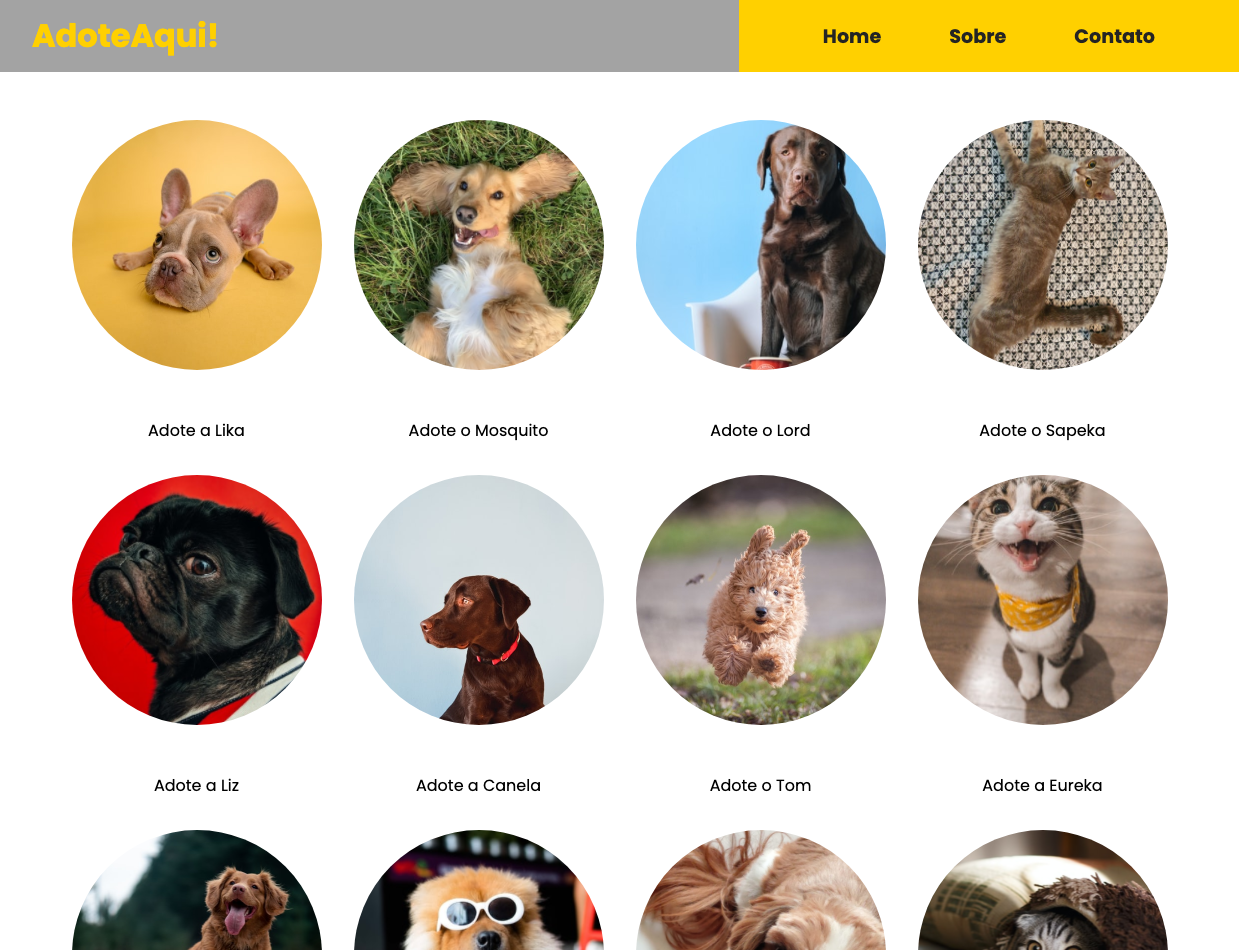 AdoteAqui!
Home Sobre Contato
Adote a Lika
Adote o Mosquito
Adote o Lord
Adote o Sapeka
Adote a Liz
Adote a Canela
Adote o Tom
Adote a Eureka